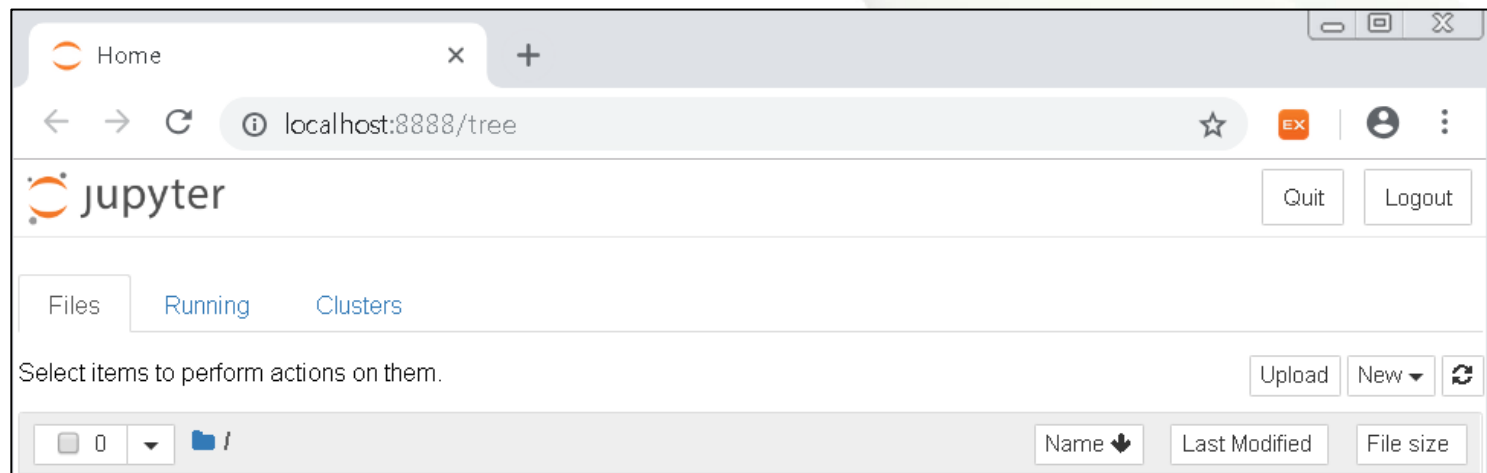 Home
localhost:8888/tree
EX
jupyter
Quit Logout
Files Running Clusters
Select items to perform actions on them.
Upload New
0 / Name Last Modified File size